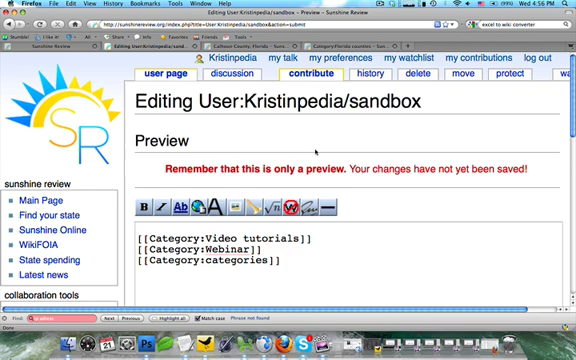 Firefox File Edit View History Bookmarks Tools Window Help
Wed 4:56 PM
Editing User:Kristinpedia/sandbox - Preview - Sunshine Review
http://sunshinereview.org/index.php?title=User:Kristinpedia/sandbox&action=submit
excel to wiki converter
Sunshine Review
Editing User:Kristinpedia/sandb...
Calhoun County, Florida - Sunshi...
Category:Florida counties - Suns...
Kristinpedia my talk my preferences my watchlist my contributions log out
user page discussion contribute history delete move protect wa
Editing User:Kristinpedia/sandbox
Preview
Remember that this is only a preview. Your changes have not yet been saved!
SR
sunshine review
Main Page
Find your state
Sunshine Online
WikiFOIA
State spending
Latest news
collaboration tools
B I Ab A √n W
[[Category:Video tutorials]]
[[Category:Webinar]]
[[Category:categories]]
Next Previous Highlight all Match case Phrase not found
Done